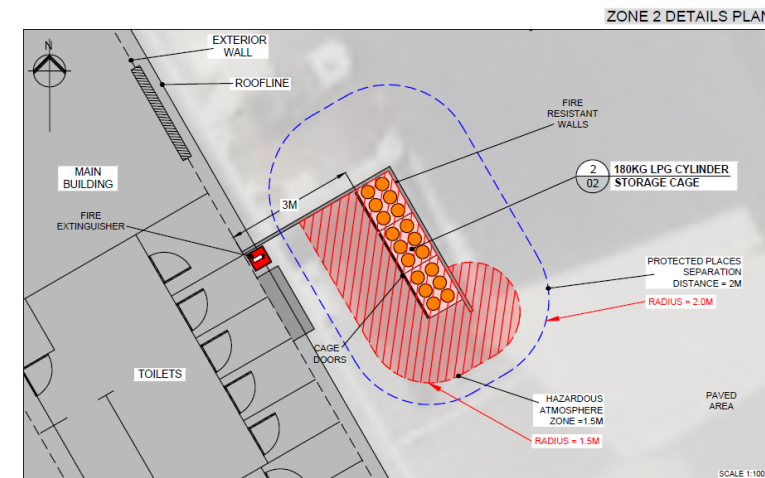 ZONE 2 DETAILS PLAN
N
EXTERIOR
WALL
ROOFLINE
FIRE
RESISTANT
WALLS
2
02
180KG LPG CYLINDER
STORAGE CAGE
MAIN
BUILDING
3M
FIRE
EXTINGUISHER
PROTECTED PLACES
SEPARATION
DISTANCE = 2M
RADIUS = 2.0M
CAGE
DOORS
TOILETS
HAZARDOUS
ATMOSPHERE
ZONE =1.5M
RADIUS = 1.5M
PAVED
AREA
SCALE 1:100